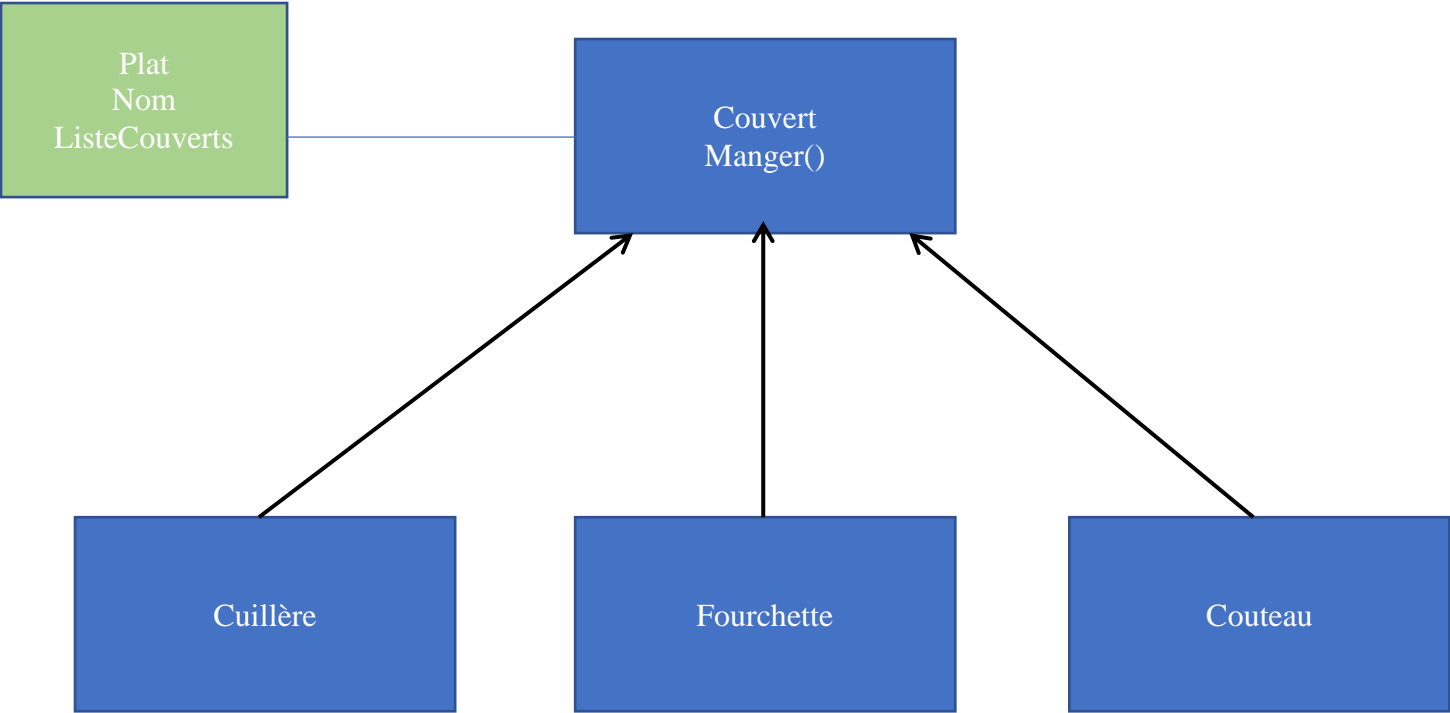 Plat
Nom
ListeCouverts
Couvert
Manger()
Cuillère
Fourchette
Couteau